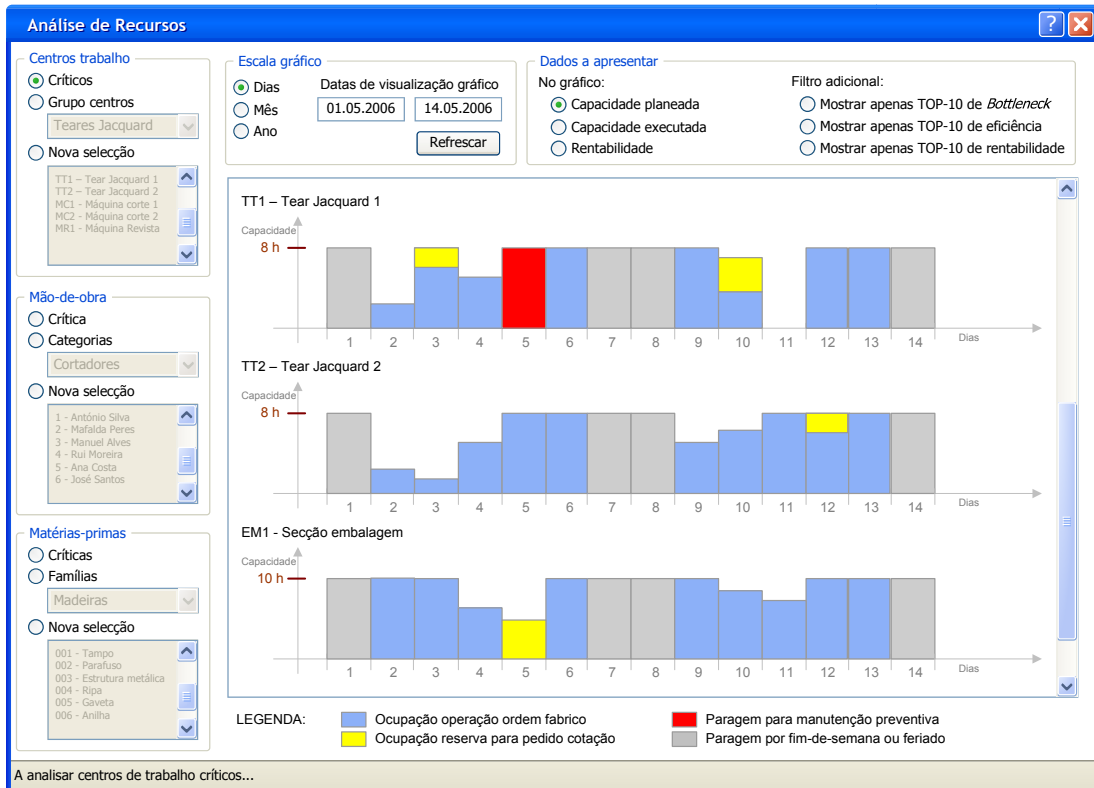 Análise de Recursos
Centros trabalho
Críticos
Grupo centros
Teares Jacquard
Nova selecção
TT1 – Tear Jacquard 1
TT2 – Tear Jacquard 2
MC1 - Máquina corte 1
MC2 - Máquina corte 2
MR1 - Máquina Revista
Mão-de-obra
Crítica
Categorias
Cortadores
Nova selecção
1 - António Silva
2 - Mafalda Peres
3 - Manuel Alves
4 - Rui Moreira
5 - Ana Costa
6 - José Santos
Matérias-primas
Críticas
Famílias
Madeiras
Nova selecção
001 - Tampo
002 - Parafuso
003 - Estrutura metálica
004 - Ripa
005 - Gaveta
006 - Anilha
Escala gráfico
Dias
Mês
Ano
Datas de visualização gráfico
01.05.2006 14.05.2006
Refrescar
Dados a apresentar
No gráfico:
Capacidade planeada
Capacidade executada
Rentabilidade
Filtro adicional:
Mostrar apenas TOP-10 de Bottleneck
Mostrar apenas TOP-10 de eficiência
Mostrar apenas TOP-10 de rentabilidade
TT1 – Tear Jacquard 1
Capacidade
8 h
1 2 3 4 5 6 7 8 9 10 11 12 13 14 Dias
TT2 – Tear Jacquard 2
Capacidade
8 h
1 2 3 4 5 6 7 8 9 10 11 12 13 14 Dias
EM1 - Secção embalagem
Capacidade
10 h
1 2 3 4 5 6 7 8 9 10 11 12 13 14 Dias
LEGENDA:
Ocupação operação ordem fabrico
Ocupação reserva para pedido cotação
Paragem para manutenção preventiva
Paragem por fim-de-semana ou feriado
A analisar centros de trabalho críticos...